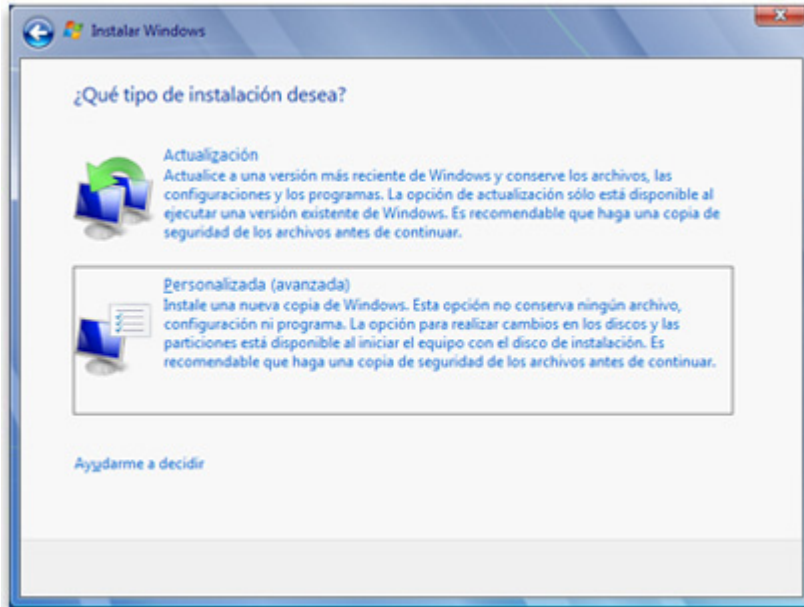 Instalar Windows
¿Qué tipo de instalación desea?
Actualización
Actualice a una versión más reciente de Windows y conserve los archivos, las
configuraciones y los programas. La opción de actualización sólo está disponible al
ejecutar una versión existente de Windows. Es recomendable que haga una copia de
seguridad de los archivos antes de continuar.
Personalizada (avanzada)
Instale una nueva copia de Windows. Esta opción no conserva ningún archivo,
configuración ni programa. La opción para realizar cambios en los discos y las
particiones está disponible al iniciar el equipo con el disco de instalación. Es
recomendable que haga una copia de seguridad de los archivos antes de continuar.
Ayudarme a decidir